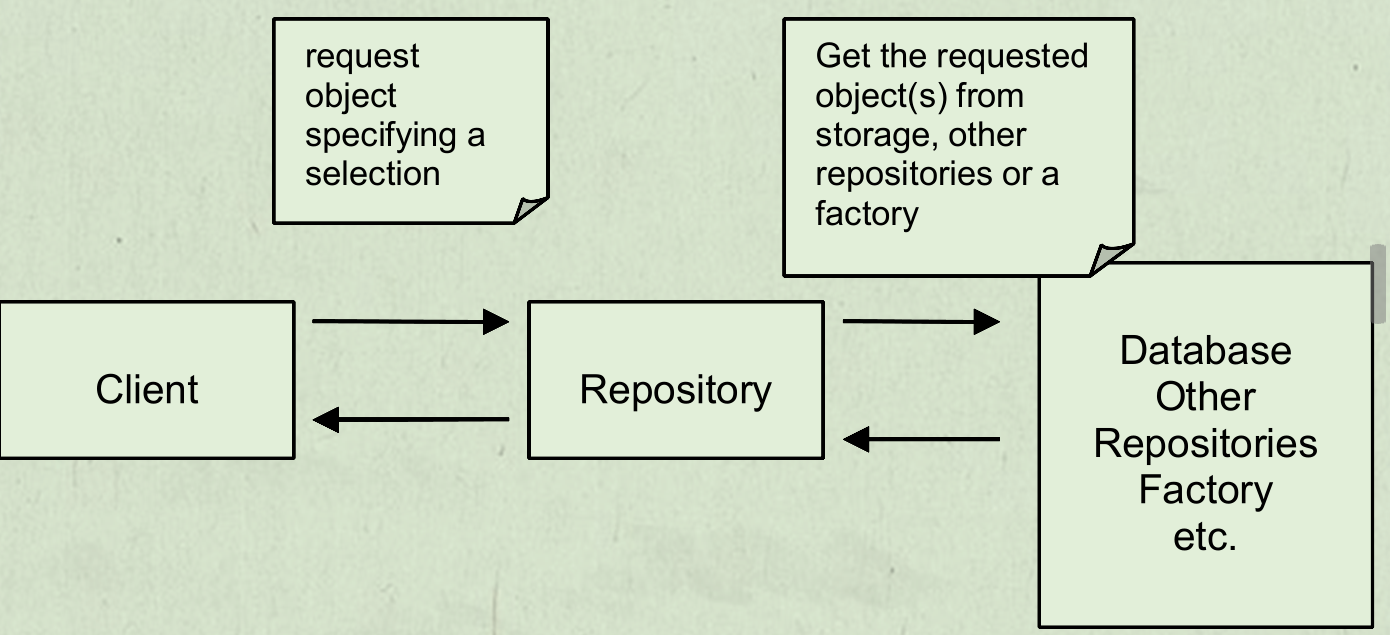 request
object
specifying a
selection
Get the requested
object(s) from
storage, other
repositories or a
factory
Client
Repository
Database
Other
Repositories
Factory
etc.